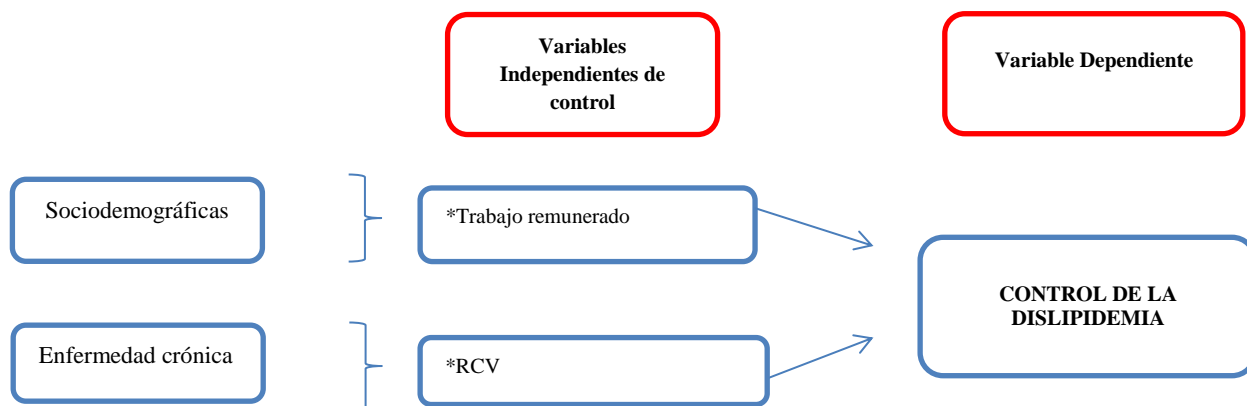 Variables
Independientes de
control
Variable Dependiente
Sociodemográficas
*Trabajo remunerado
CONTROL DE LA
DISLIPIDEMIA
Enfermedad crónica
*RCV